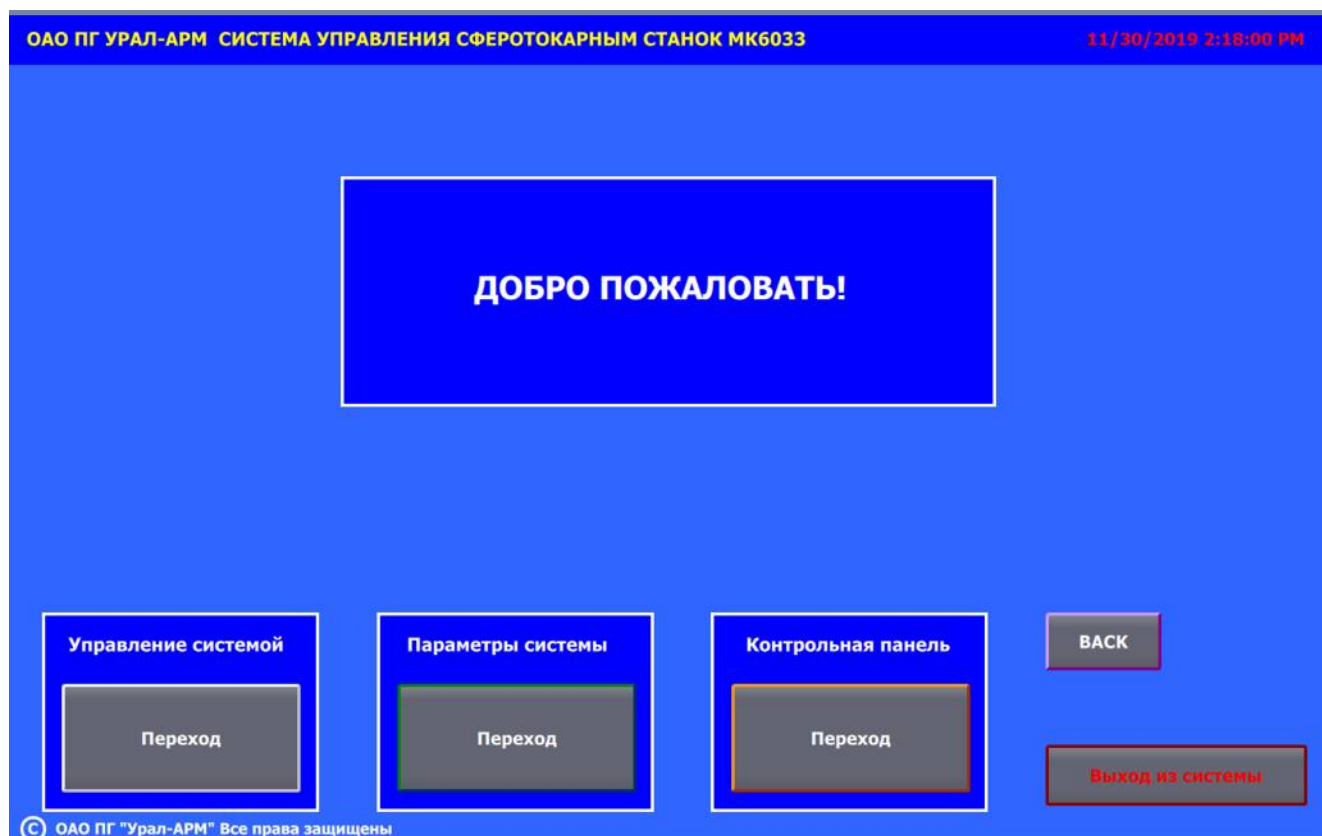 ОАО ПГ УРАЛ-АРМ СИСТЕМА УПРАВЛЕНИЯ СФЕРОТОКАРНЫМ СТАНОК МК6033
11/30/2019 2:18:00 PM
ДОБРО ПОЖАЛОВАТЬ!
Управление системой
Переход
Параметры системы
Переход
Контрольная панель
Переход
BACK
Выход из системы
© ОАО ПГ "Урал-АРМ" Все права защищены